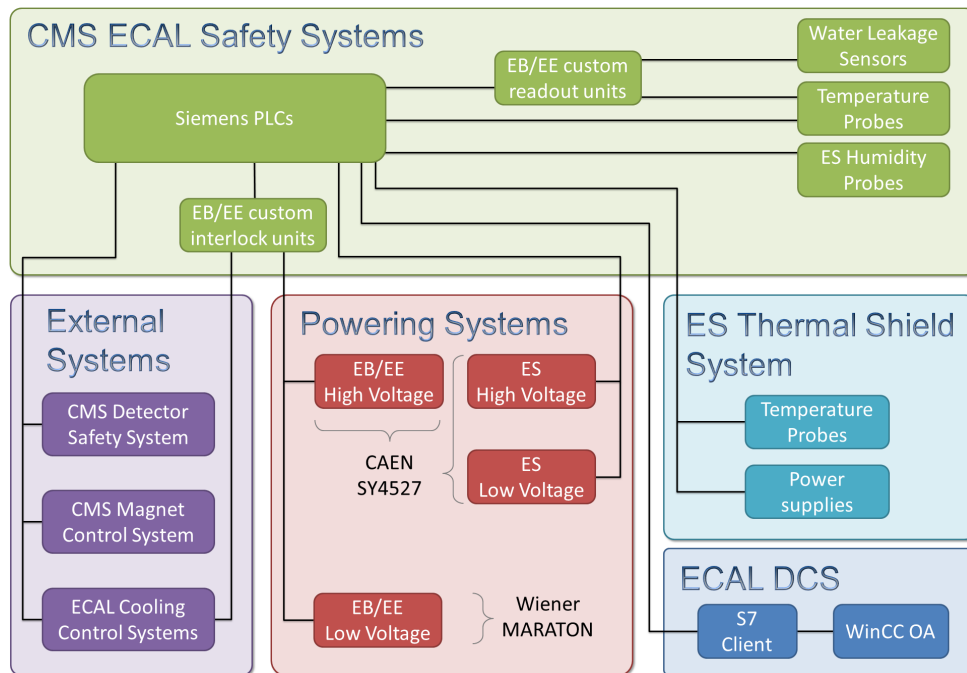 CMS ECAL Safety Systems
Water Leakage
Sensors
EB/EE custom
readout units
Temperature
Probes
Siemens PLCs
ES Humidity
Probes
EB/EE custom
interlock units
External
Systems
CMS Detector
Safety System
CMS Magnet
Control System
ECAL Cooling
Control Systems
Powering Systems
EB/EE
High Voltage
ES
High Voltage
CAEN
SY4527
ES
Low Voltage
EB/EE
Low Voltage
Wiener
MARATON
ES Thermal Shield
System
Temperature
Probes
Power
supplies
ECAL DCS
S7
Client
WinCC OA